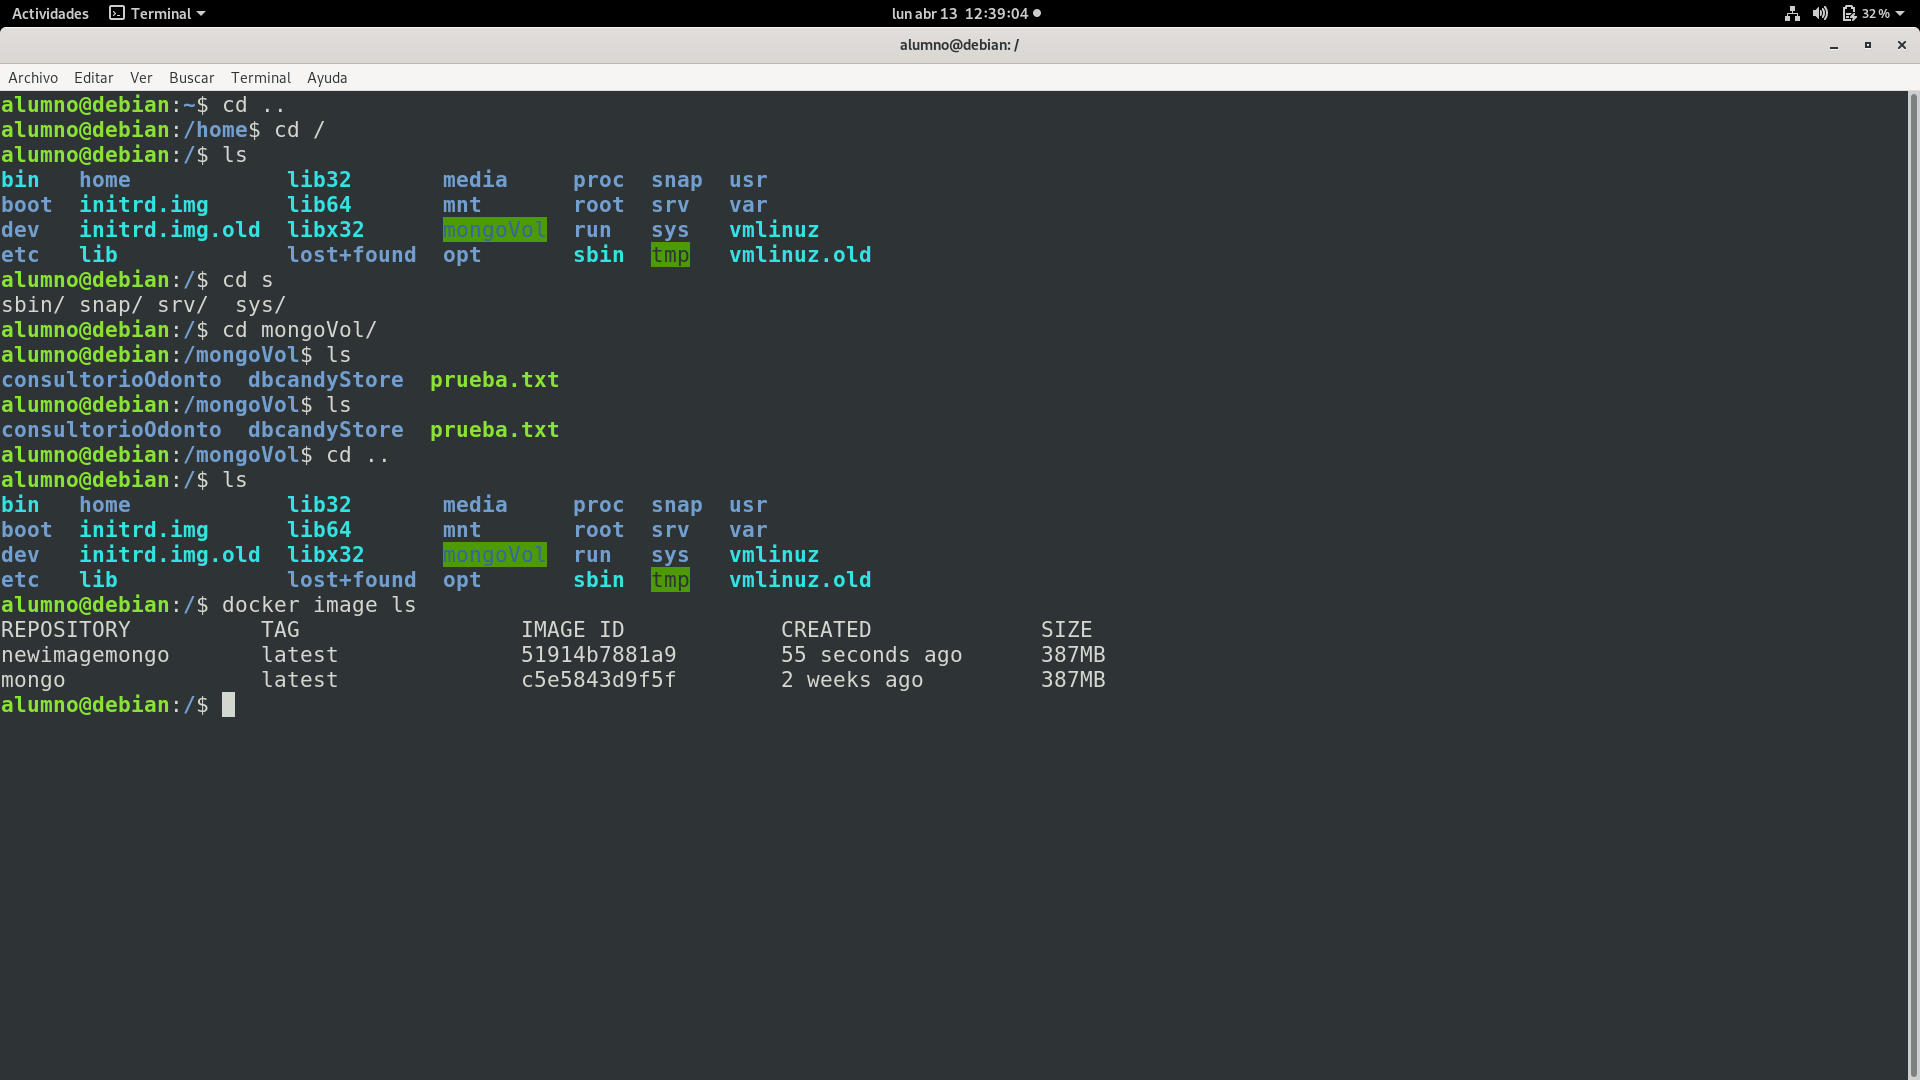 Actividades Terminal lun abr 13 12:39:04 32 %
alumno@debian: /
Archivo Editar Ver Buscar Terminal Ayuda
alumno@debian:~$ cd ..
alumno@debian:/home$ cd /
alumno@debian:/$ ls
bin home lib32 media proc snap usr
boot initrd.img lib64 mnt root srv var
dev initrd.img.old libx32 mongoVol run sys vmlinuz
etc lib lost+found opt sbin tmp vmlinuz.old
alumno@debian:/$ cd s
sbin/ snap/ srv/ sys/
alumno@debian:/$ cd mongoVol/
alumno@debian:/mongoVol$ ls
consultorioOdonto dbcandyStore prueba.txt
alumno@debian:/mongoVol$ ls
consultorioOdonto dbcandyStore prueba.txt
alumno@debian:/mongoVol$ cd ..
alumno@debian:/$ ls
bin home lib32 media proc snap usr
boot initrd.img lib64 mnt root srv var
dev initrd.img.old libx32 mongoVol run sys vmlinuz
etc lib lost+found opt sbin tmp vmlinuz.old
alumno@debian:/$ docker image ls
REPOSITORY TAG IMAGE ID CREATED SIZE
newimagemongo latest 51914b7881a9 55 seconds ago 387MB
mongo latest c5e5843d9f5f 2 weeks ago 387MB
alumno@debian:/$